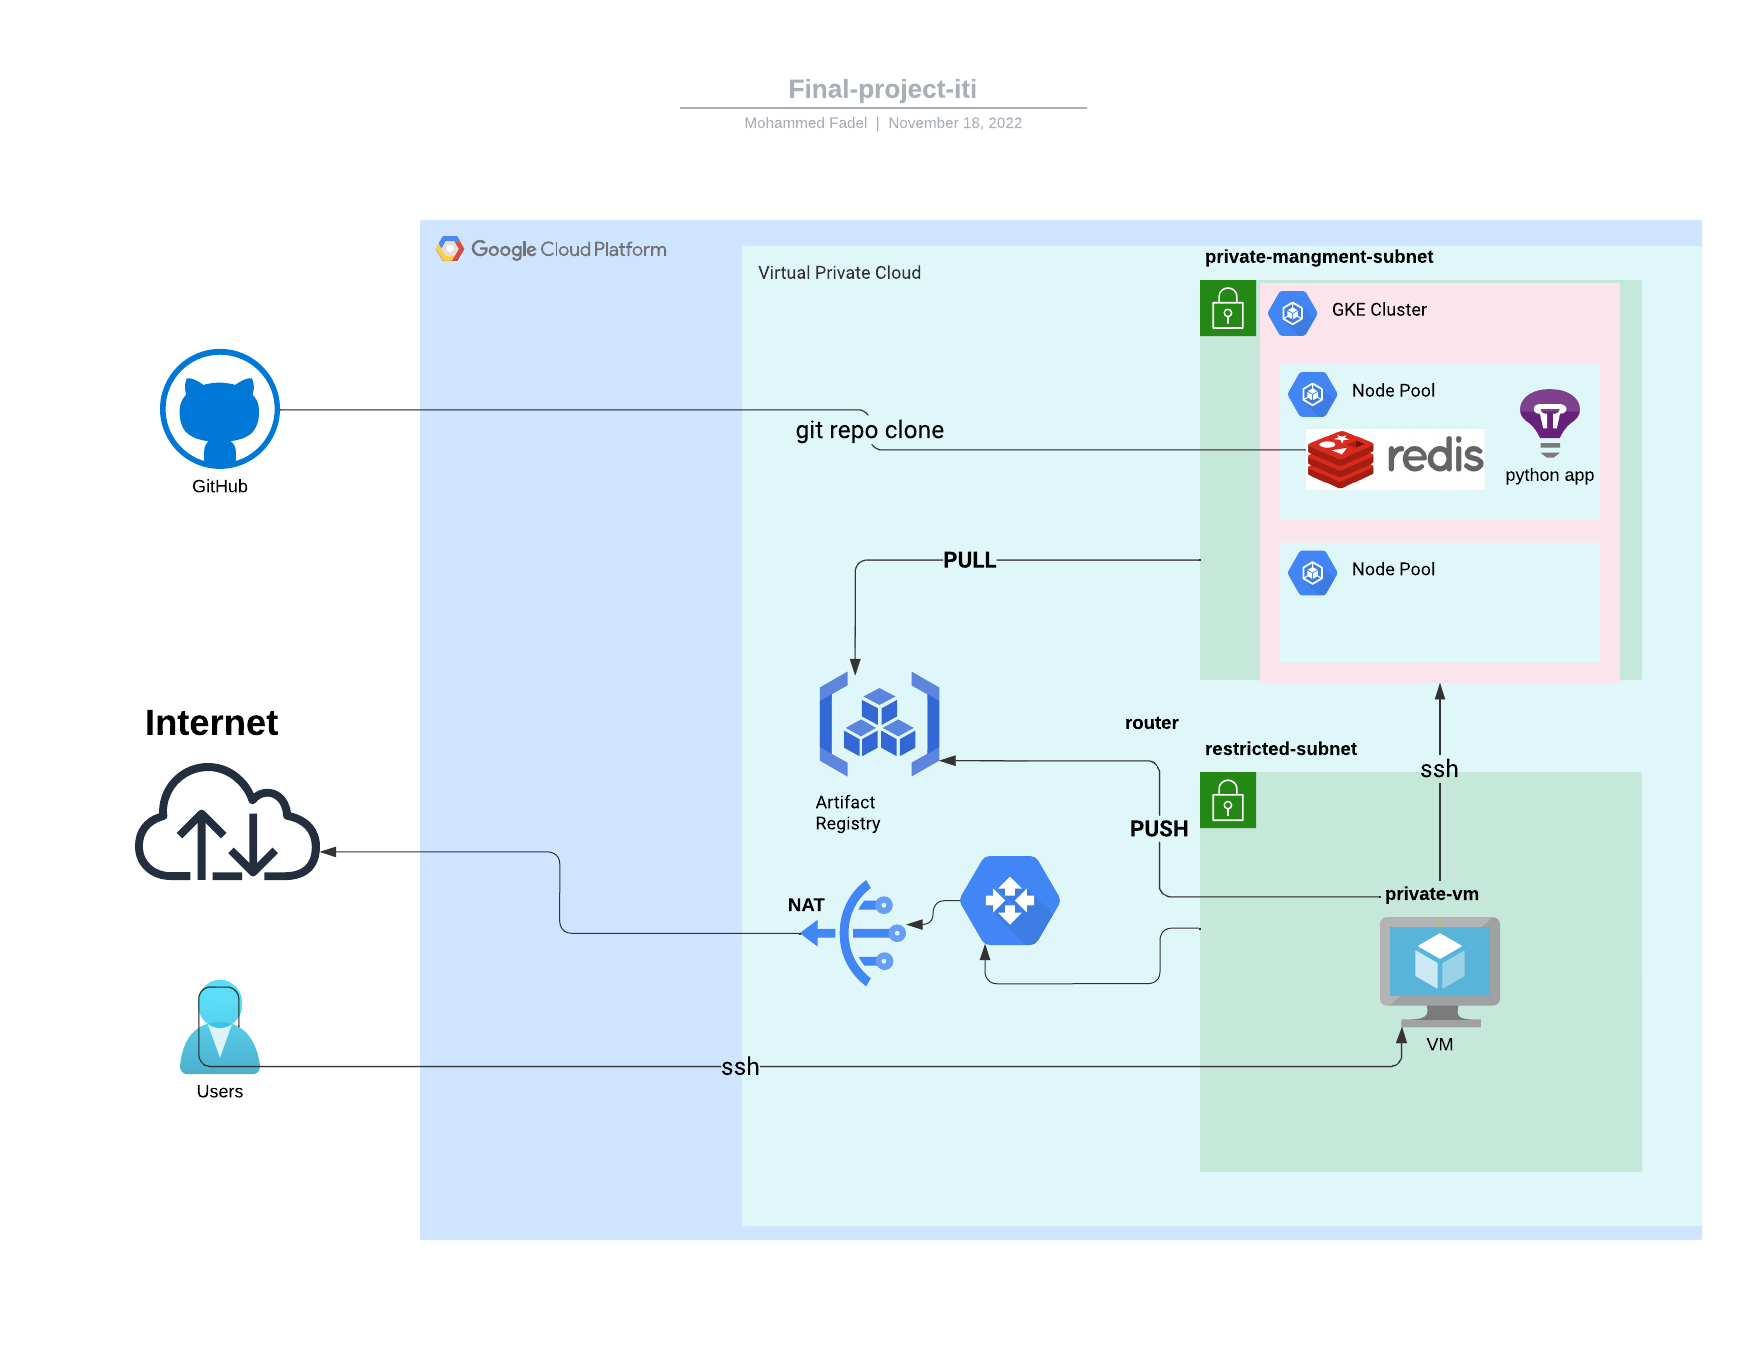 Final-project-iti
Mohammed Fadel | November 18, 2022
Google Cloud Platform
Virtual Private Cloud
private-mangment-subnet
GKE Cluster
Node Pool
redis
python app
git repo clone
GitHub
PULL
Node Pool
Internet
router
restricted-subnet
ssh
Artifact
Registry
PUSH
private-vm
NAT
VM
ssh
Users